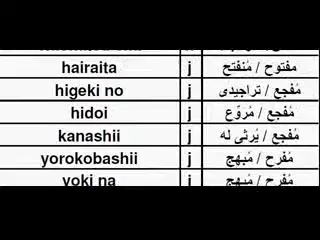 hairaita j مفتوح / مُنفتح
higeki no j مُفجع / تراجيدى
hidoi j مُفجع / مُروّع
kanashii j مُفجع / يُرثى له
yorokobashii j مُفرح / مُبهج
yoki na j مُفرح / مُبهج